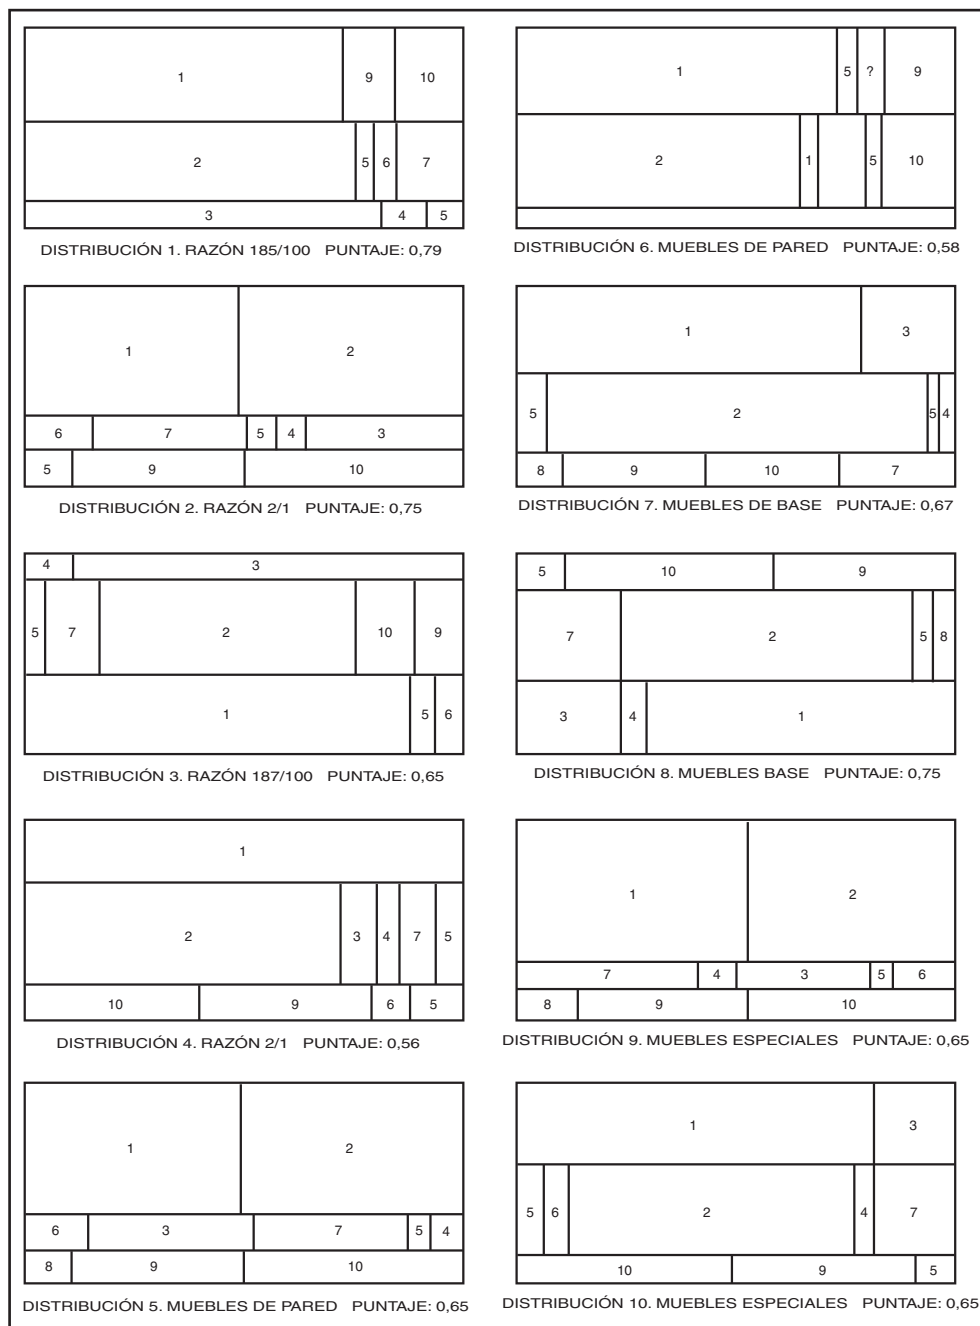 1 9 10
2 5 6 7
3 4 5
DISTRIBUCIÓN 1. RAZÓN 185/100 PUNTAJE: 0,79
1 5 ? 9
2 1 5 10
DISTRIBUCIÓN 6. MUEBLES DE PARED PUNTAJE: 0,58
1 2
6 7 5 4 3
5 9 10
DISTRIBUCIÓN 2. RAZÓN 2/1 PUNTAJE: 0,75
1 3
5 2 5 4
8 9 10 7
DISTRIBUCIÓN 7. MUEBLES DE BASE PUNTAJE: 0,67
4 3
5 7 2 10 9
1 5 6
DISTRIBUCIÓN 3. RAZÓN 187/100 PUNTAJE: 0,65
5 10 9
7 2 5 8
3 4 1
DISTRIBUCIÓN 8. MUEBLES BASE PUNTAJE: 0,75
1
2 3 4 7 5
10 9 6 5
DISTRIBUCIÓN 4. RAZÓN 2/1 PUNTAJE: 0,56
1 2
7 4 3 5 6
8 9 10
DISTRIBUCIÓN 9. MUEBLES ESPECIALES PUNTAJE: 0,65
1 2
6 3 7 5 4
8 9 10
DISTRIBUCIÓN 5. MUEBLES DE PARED PUNTAJE: 0,65
1 3
5 6 2 4 7
10 9 5
DISTRIBUCIÓN 10. MUEBLES ESPECIALES PUNTAJE: 0,65